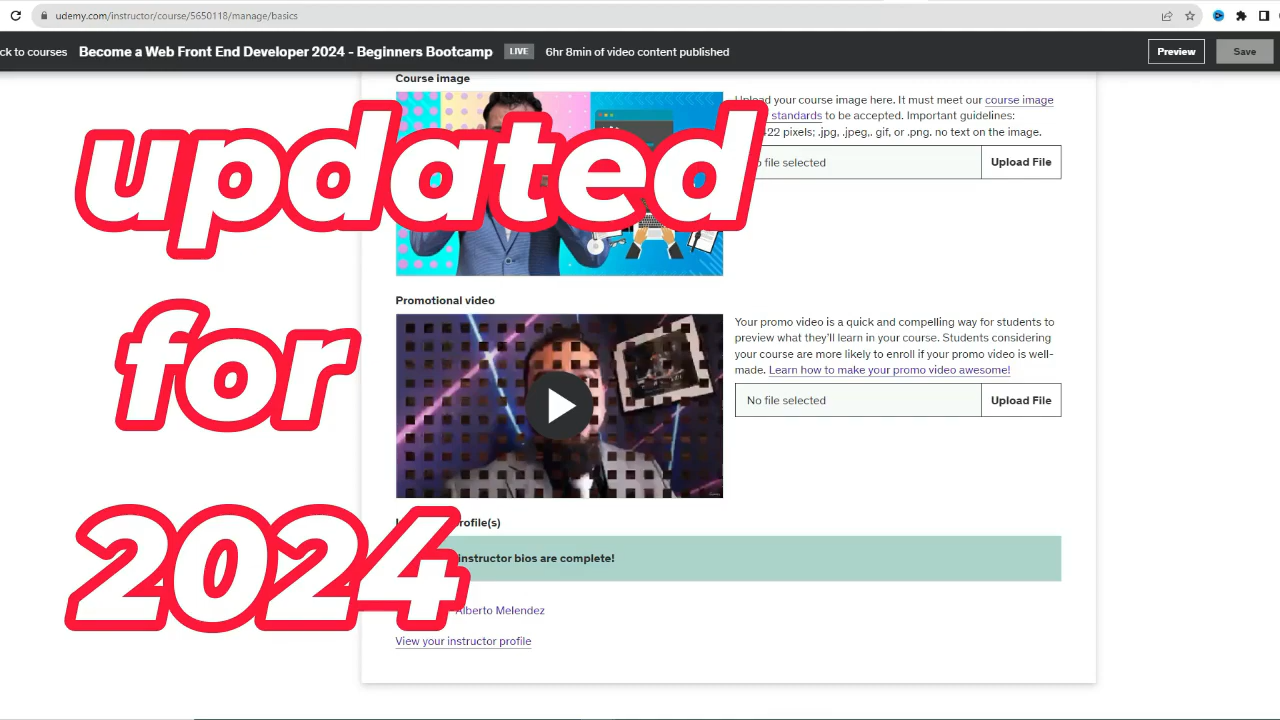 udemy.com/instructor/course/5650118/manage/basics
ck to courses Become a Web Front End Developer 2024 - Beginners Bootcamp LIVE 6hr 8min of video content published Preview Save
Course image
Upload your course image here. It must meet our course image
standards to be accepted. Important guidelines:
pixels; .jpg, .jpeg, .gif, or .png. no text on the image.
file selected Upload File
updated
Promotional video
Your promo video is a quick and compelling way for students to
preview what they'll learn in your course. Students considering
your course are more likely to enroll if your promo video is well-
made. Learn how to make your promo video awesome!
No file selected Upload File
for
2024
rofile(s)
instructor bios are complete!
Alberto Melendez
View your instructor profile